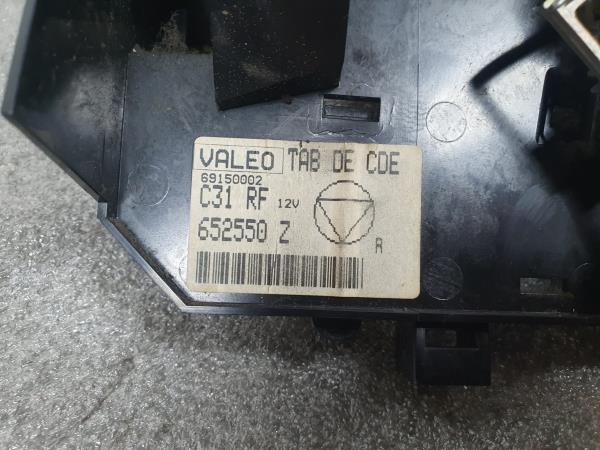 VALEO TAB DE CDE
69150002
C31 RF 12V
652550 Z
R